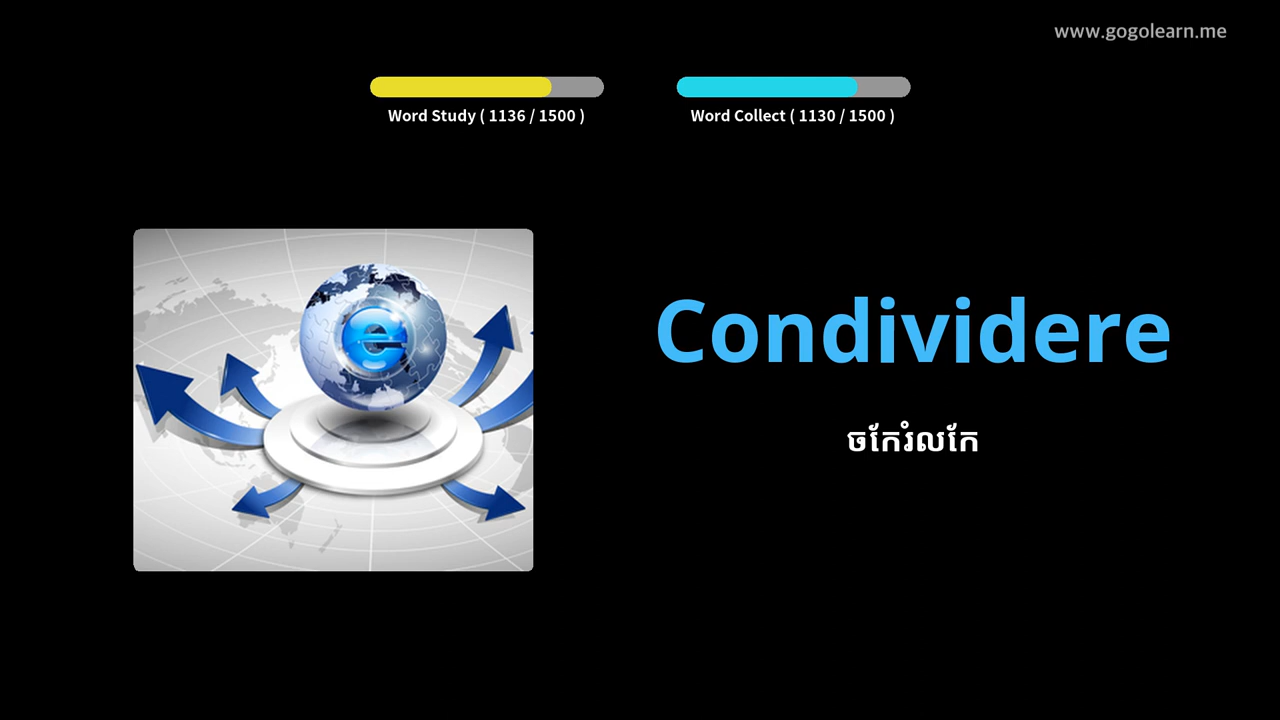 www.gogolearn.me
Word Study ( 1136 / 1500 )
Word Collect ( 1130 / 1500 )
e
Condividere
ចែករំលែក